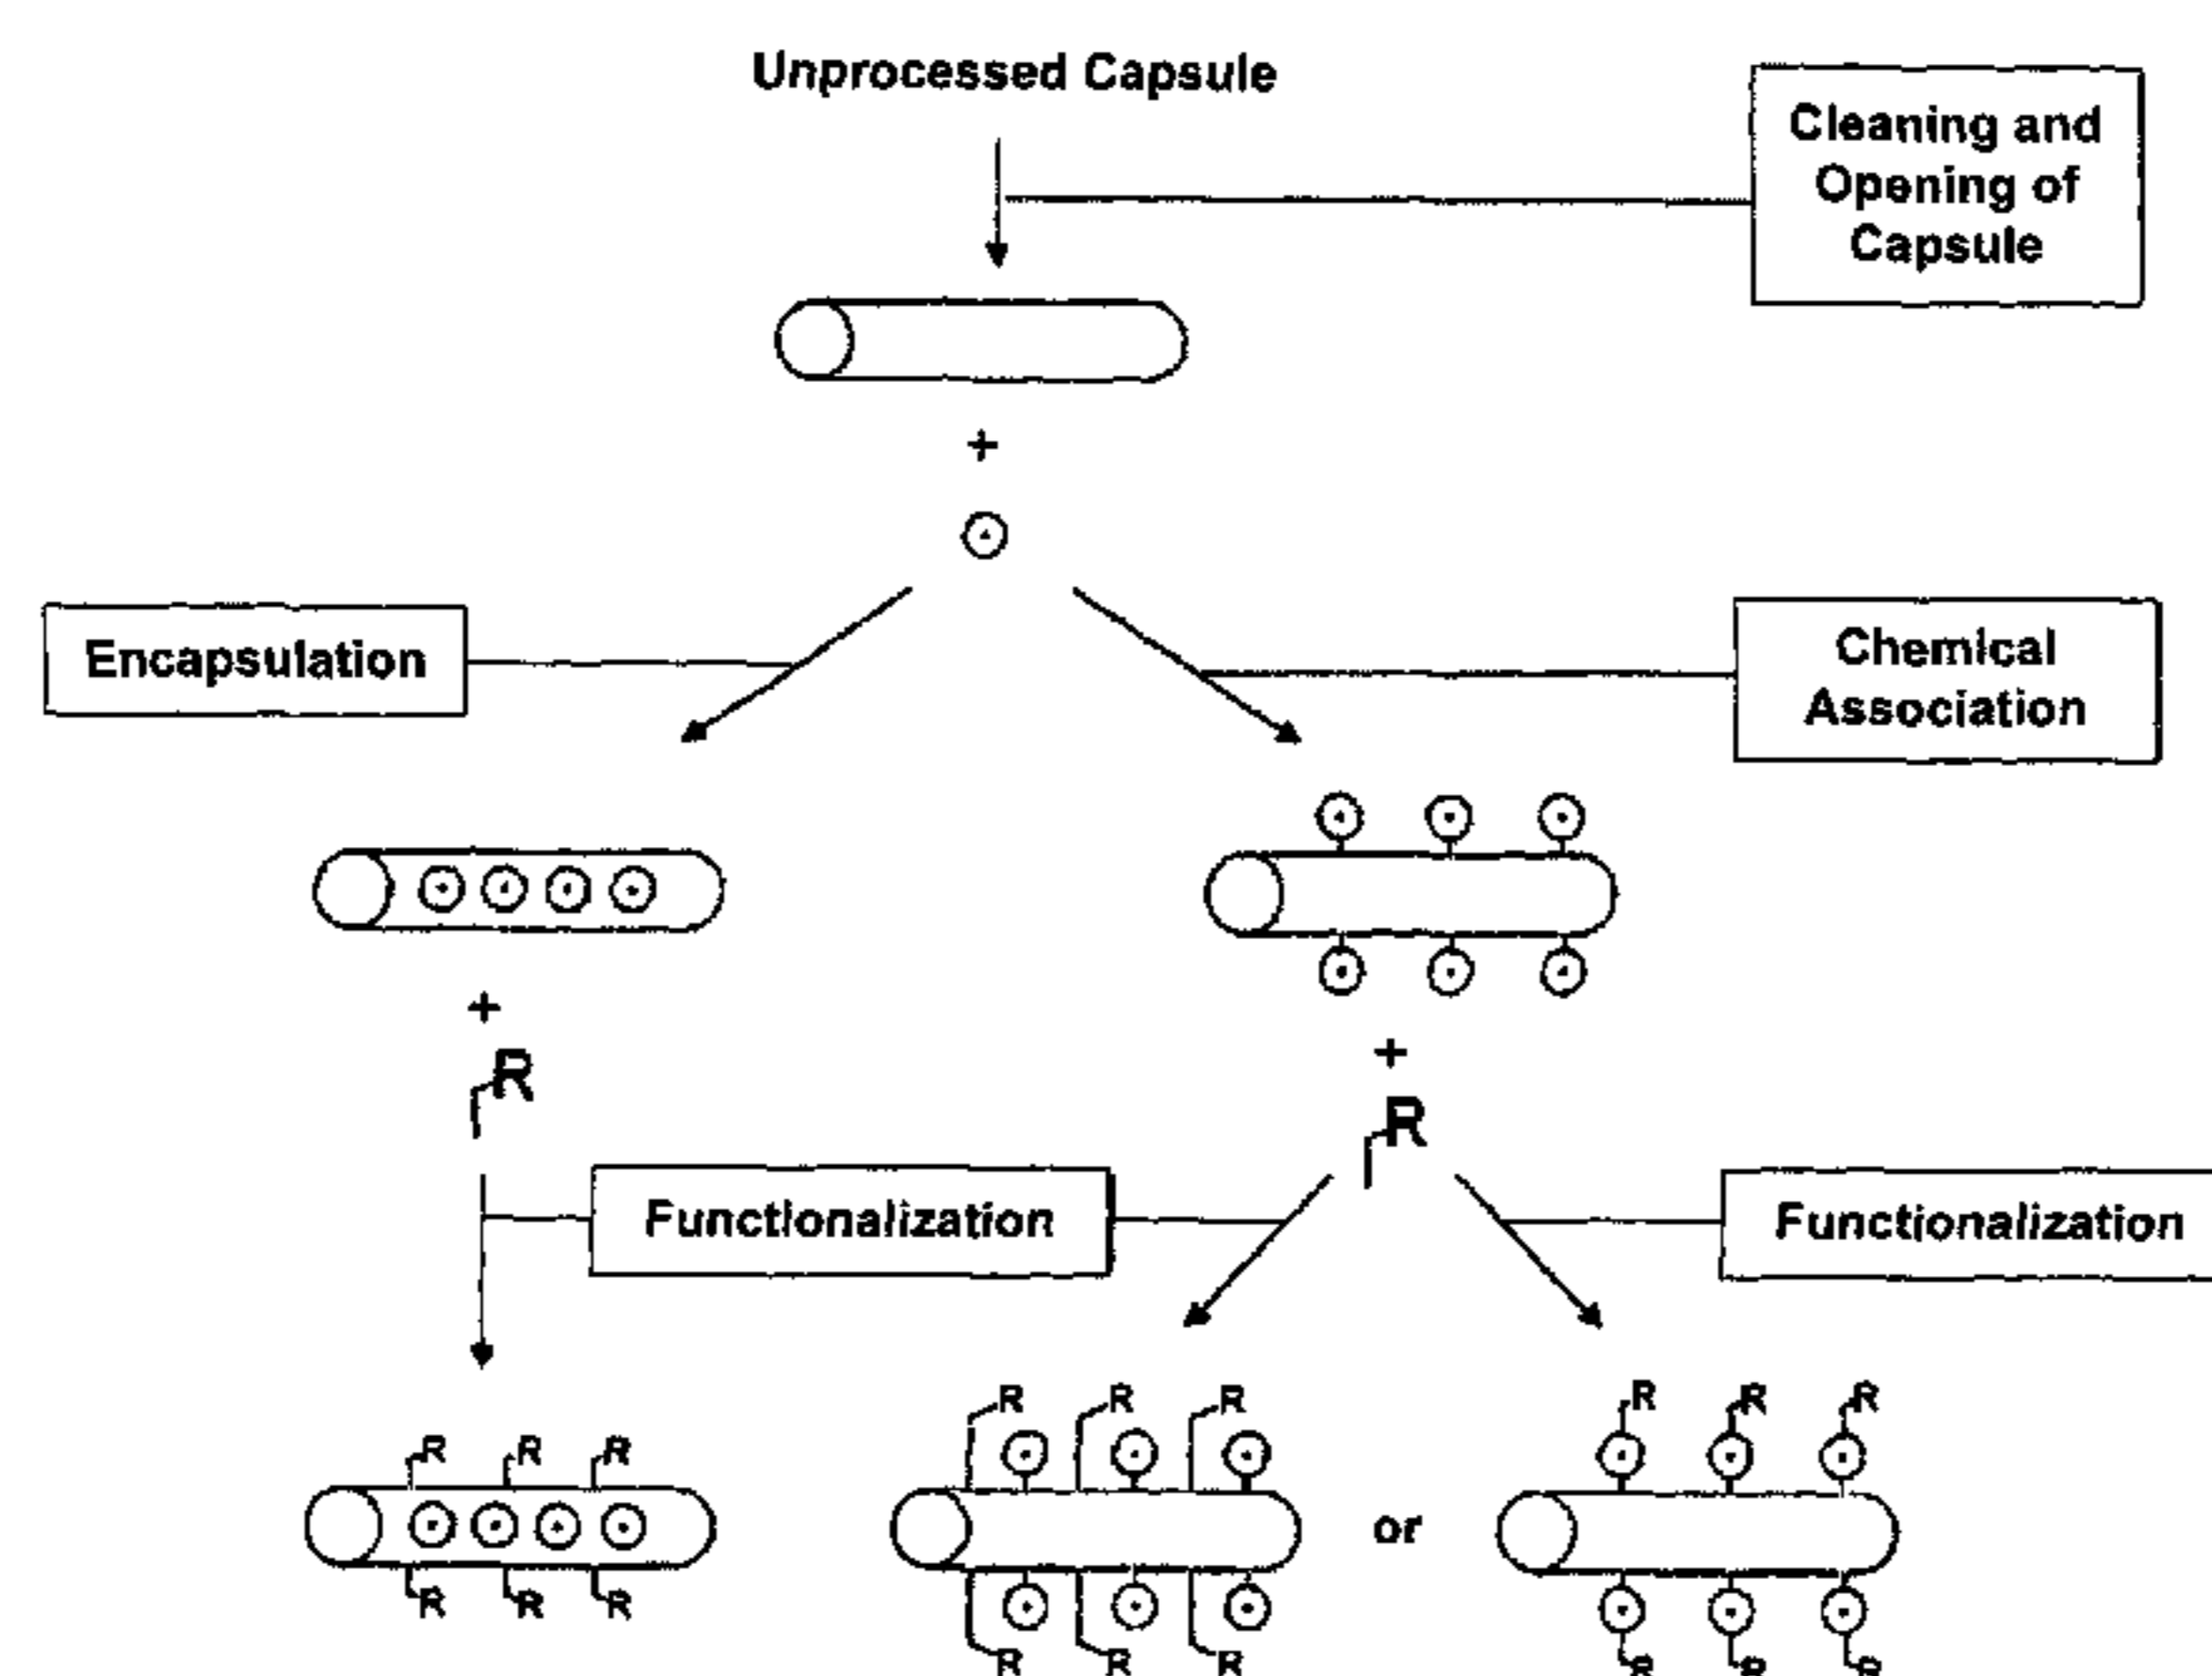 Unprocessed Capsule
Cleaning and
Opening of
Capsule
+
Encapsulation
Chemical
Association
+
R
+
R
Functionalization
Functionalization
R R R
R R R
R R R
or
R R R
R R R
R R R